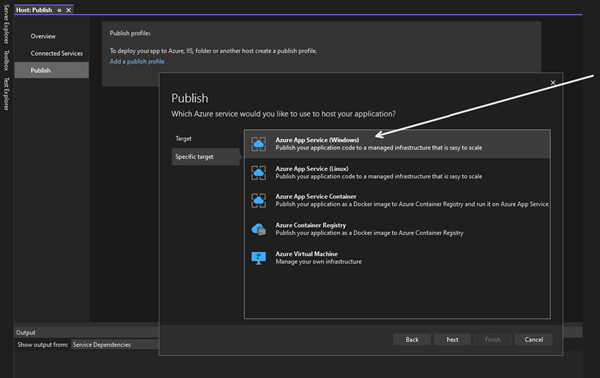 Host: Publish
Server Explorer
Toolbox
Test Explorer
Overview
Connected Services
Publish
Publish profiles
To deploy your app to Azure, IIS, folder or another host create a publish profile.
Add a publish profile
Publish
Which Azure service would you like to use to host your application?
Target
Specific target
Azure App Service (Windows)
Publish your application code to a managed infrastructure that is easy to scale
Azure App Service (Linux)
Publish your application code to a managed infrastructure that is easy to scale
Azure App Service Container
Publish your application as a Docker image to Azure Container Registry and run it on Azure App Service
Azure Container Registry
Publish your application as a Docker image to Azure Container Registry
Azure Virtual Machine
Manage your own infrastructure
Back
Next
Finish
Cancel
Output
Show output from: Service Dependencies